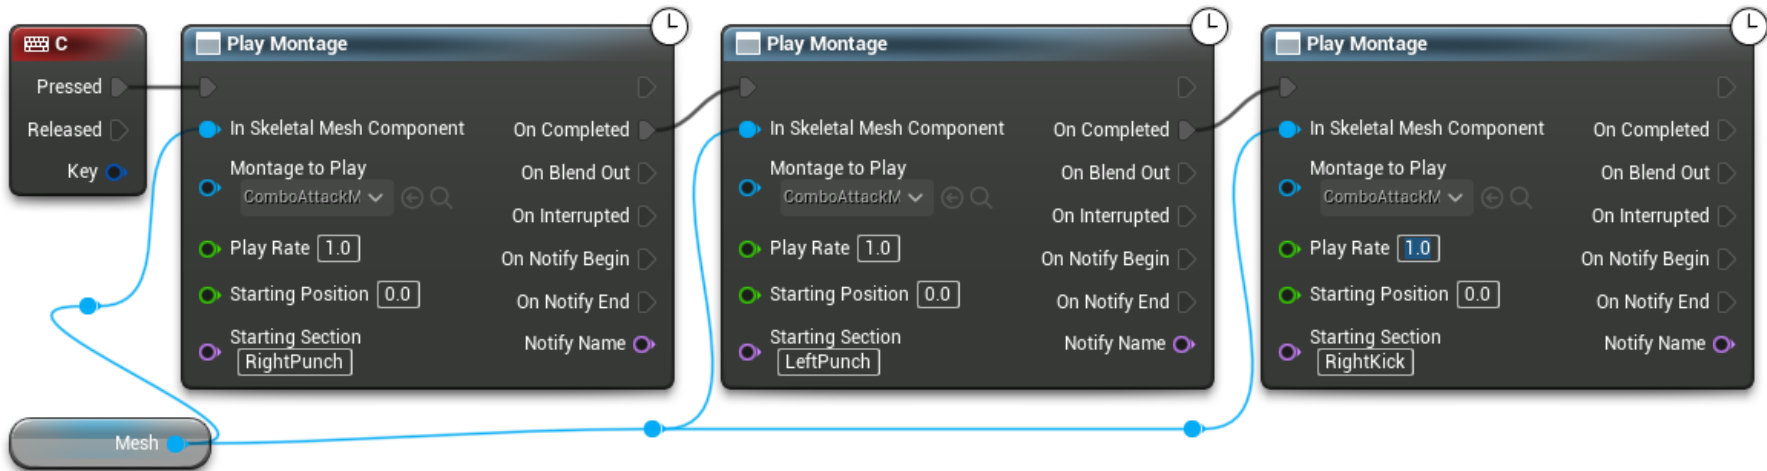 C
Pressed
Released
Key
Mesh
Play Montage
In Skeletal Mesh Component
On Completed
Montage to Play
ComboAttackM
On Blend Out
On Interrupted
Play Rate 1.0
On Notify Begin
Starting Position 0.0
On Notify End
Starting Section
RightPunch
Notify Name
Play Montage
In Skeletal Mesh Component
On Completed
Montage to Play
ComboAttackM
On Blend Out
On Interrupted
Play Rate 1.0
On Notify Begin
Starting Position 0.0
On Notify End
Starting Section
LeftPunch
Notify Name
Play Montage
In Skeletal Mesh Component
On Completed
Montage to Play
ComboAttackM
On Blend Out
On Interrupted
Play Rate 1.0
On Notify Begin
Starting Position 0.0
On Notify End
Starting Section
RightKick
Notify Name